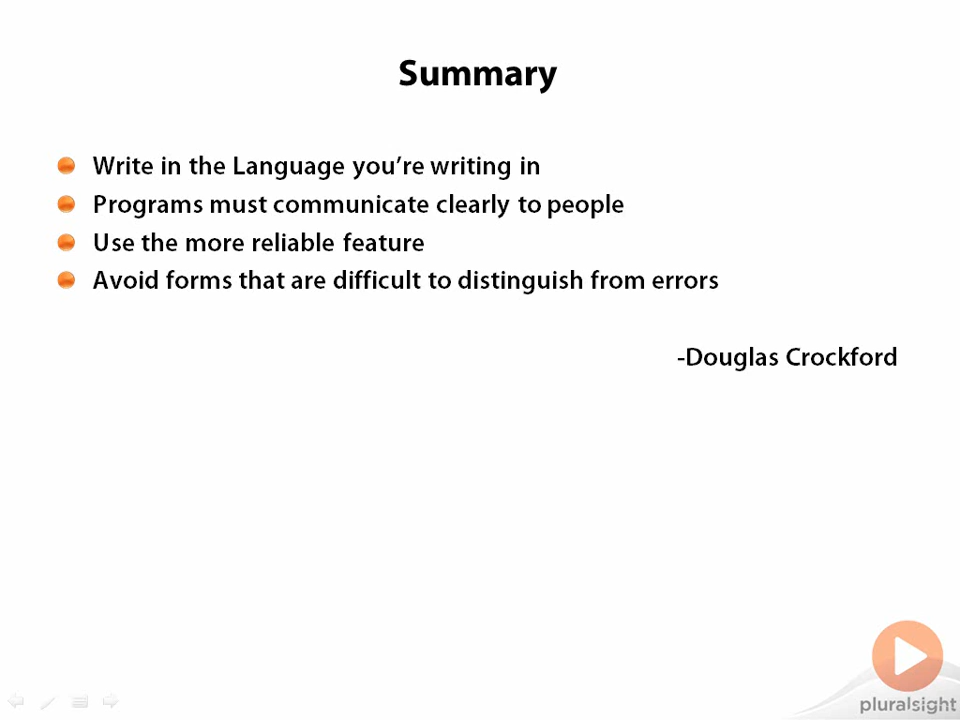 Summary
Write in the Language you're writing in
Programs must communicate clearly to people
Use the more reliable feature
Avoid forms that are difficult to distinguish from errors
-Douglas Crockford
pluralsight